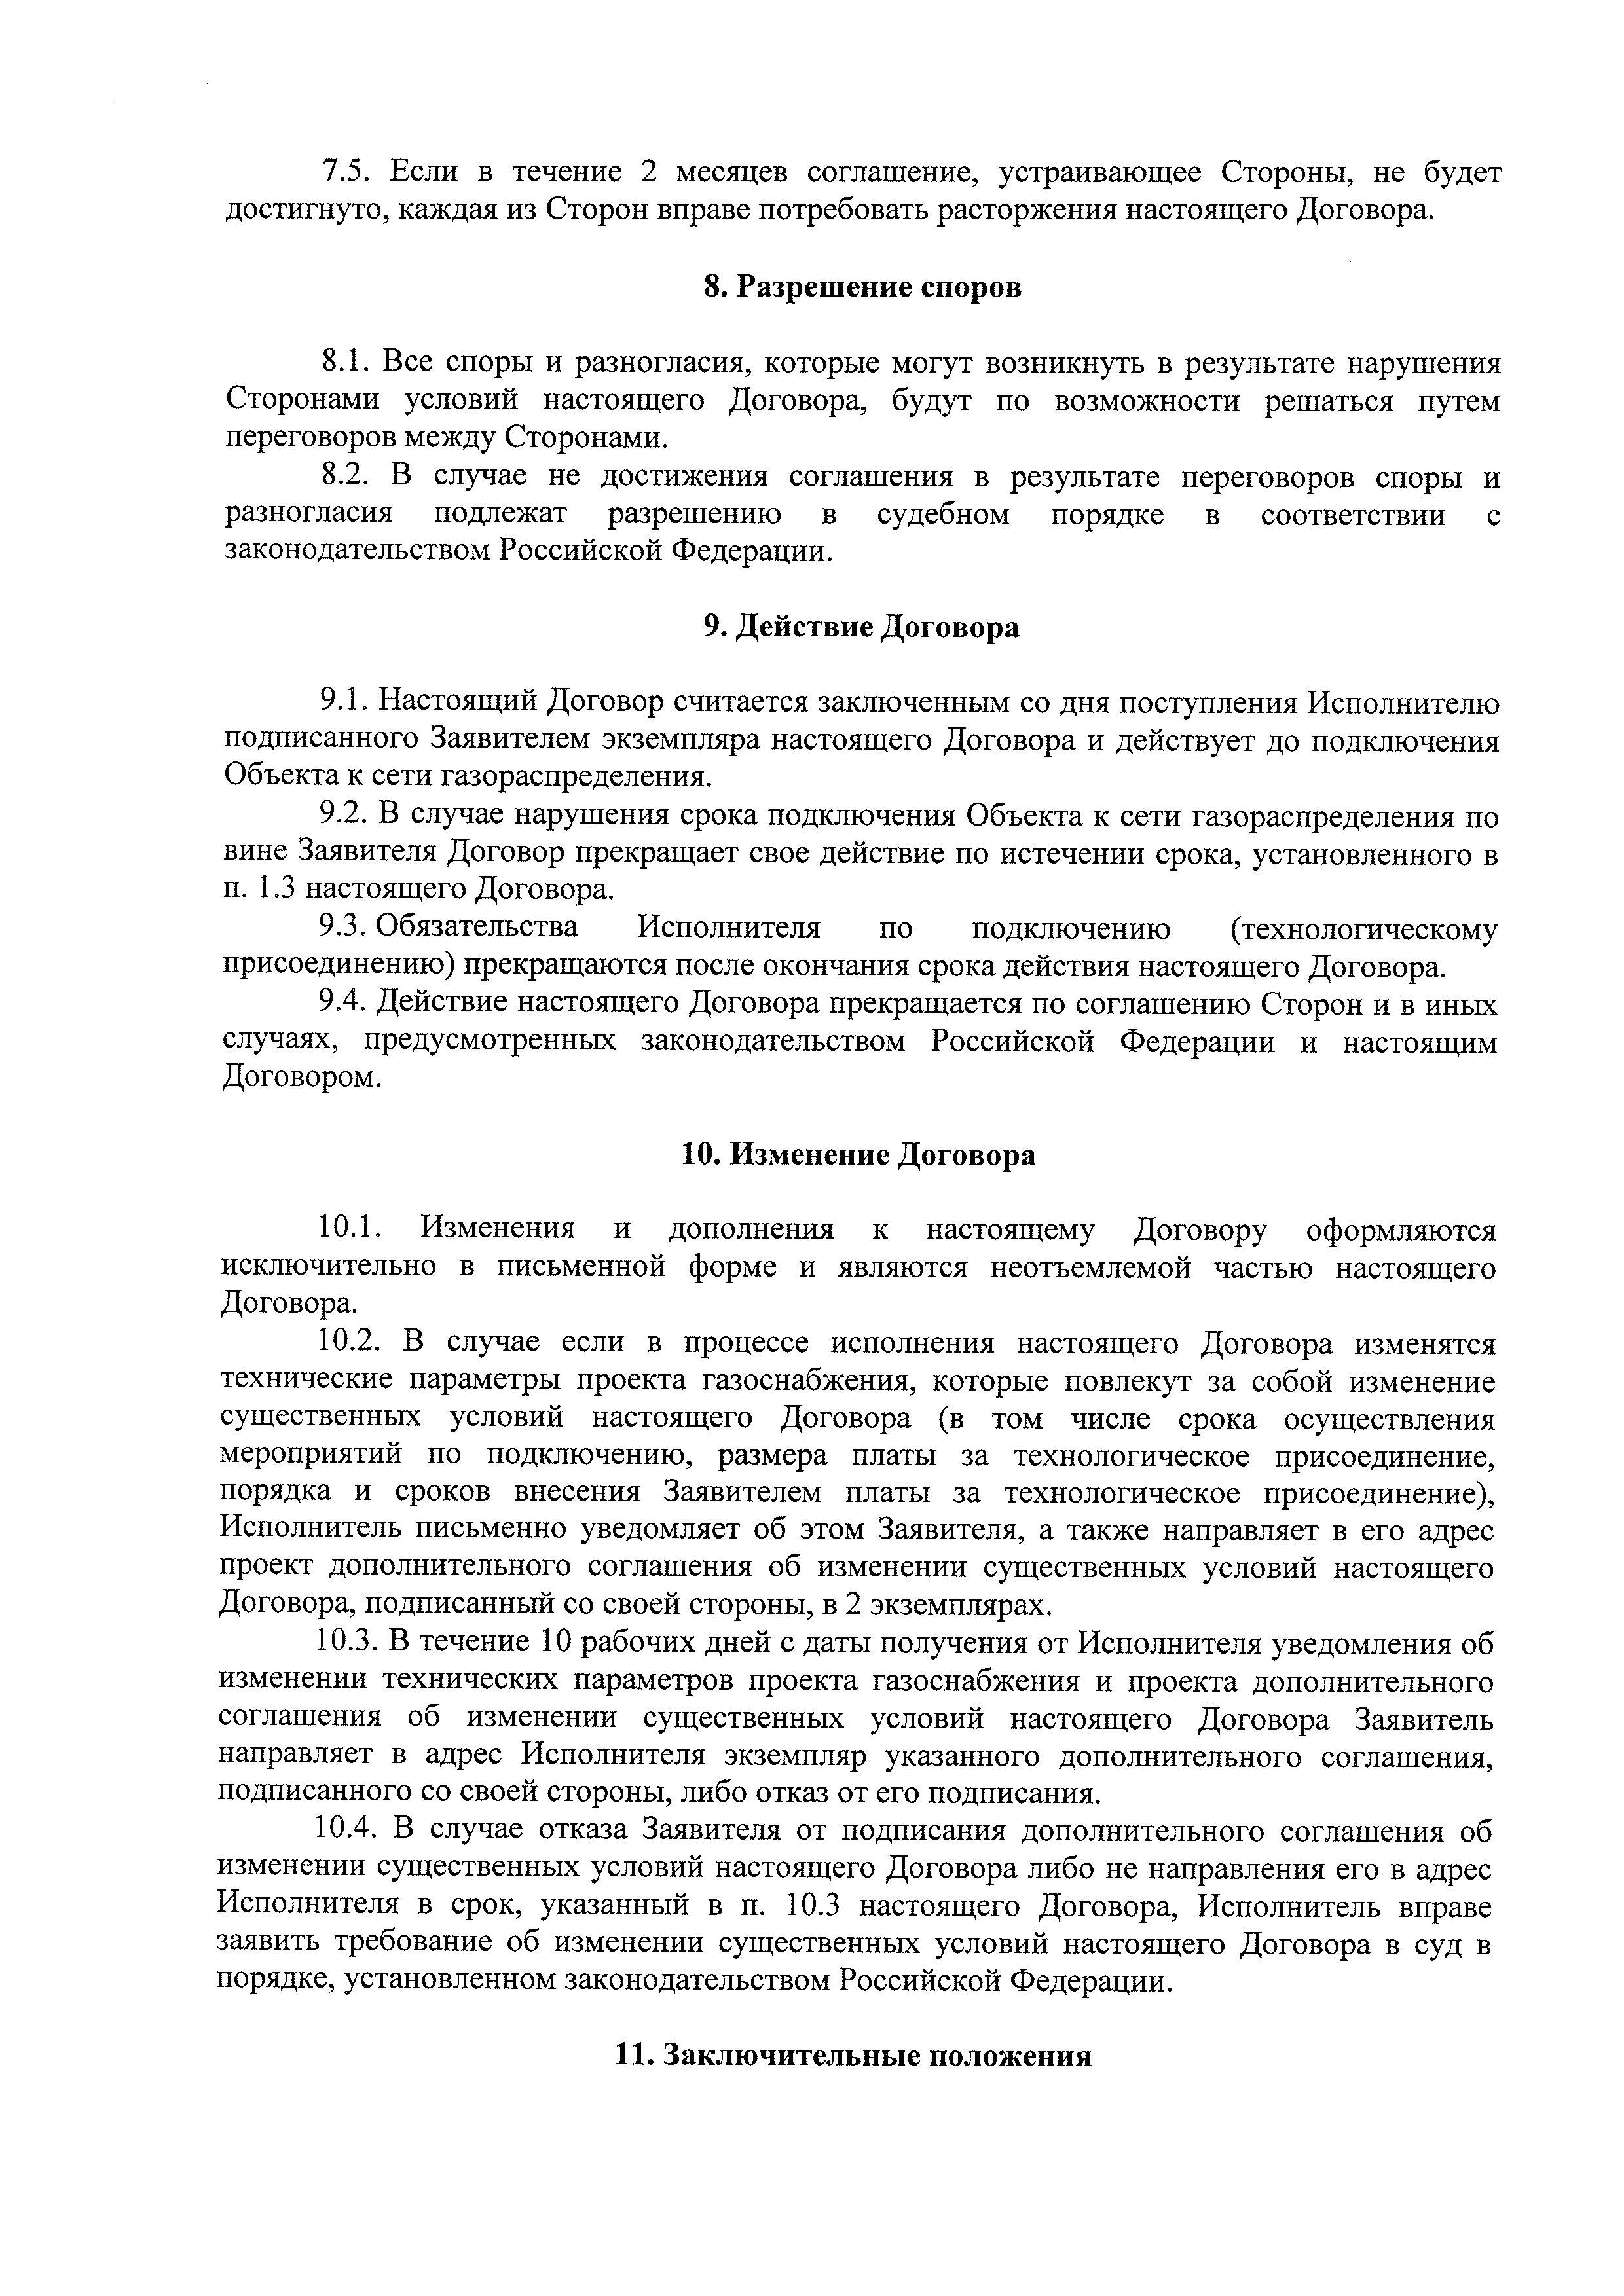 7.5. Если в течение 2 месяцев соглашение, устраивающее Стороны, не будет
достигнуто, каждая из Сторон вправе потребовать расторжения настоящего Договора.
8. Разрешение споров
8.1. Все споры и разногласия, которые могут возникнуть в результате нарушения
Сторонами условий настоящего Договора, будут по возможности решаться путем
переговоров между Сторонами.
8.2. В случае не достижения соглашения в результате переговоров споры и
разногласия подлежат разрешению в судебном порядке в соответствии с
законодательством Российской Федерации.
9. Действие Договора
9.1. Настоящий Договор считается заключенным со дня поступления Исполнителю
подписанного Заявителем экземпляра настоящего Договора и действует до подключения
Объекта к сети газораспределения.
9.2. В случае нарушения срока подключения Объекта к сети газораспределения по
вине Заявителя Договор прекращает свое действие по истечении срока, установленного в
п. 1.3 настоящего Договора.
9.3. Обязательства Исполнителя по подключению (технологическому
присоединению) прекращаются после окончания срока действия настоящего Договора.
9.4. Действие настоящего Договора прекращается по соглашению Сторон и в иных
случаях, предусмотренных законодательством Российской Федерации и настоящим
Договором.
10. Изменение Договора
10.1. Изменения и дополнения к настоящему Договору оформляются
исключительно в письменной форме и являются неотъемлемой частью настоящего
Договора.
10.2. В случае если в процессе исполнения настоящего Договора изменятся
технические параметры проекта газоснабжения, которые повлекут за собой изменение
существенных условий настоящего Договора (в том числе срока осуществления
мероприятий по подключению, размера платы за технологическое присоединение,
порядка и сроков внесения Заявителем платы за технологическое присоединение),
Исполнитель письменно уведомляет об этом Заявителя, а также направляет в его адрес
проект дополнительного соглашения об изменении существенных условий настоящего
Договора, подписанный со своей стороны, в 2 экземплярах.
10.3. В течение 10 рабочих дней с даты получения от Исполнителя уведомления об
изменении технических параметров проекта газоснабжения и проекта дополнительного
соглашения об изменении существенных условий настоящего Договора Заявитель
направляет в адрес Исполнителя экземпляр указанного дополнительного соглашения,
подписанного со своей стороны, либо отказ от его подписания.
10.4. В случае отказа Заявителя от подписания дополнительного соглашения об
изменении существенных условий настоящего Договора либо не направления его в адрес
Исполнителя в срок, указанный в п. 10.3 настоящего Договора, Исполнитель вправе
заявить требование об изменении существенных условий настоящего Договора в суд в
порядке, установленном законодательством Российской Федерации.
11. Заключительные положения